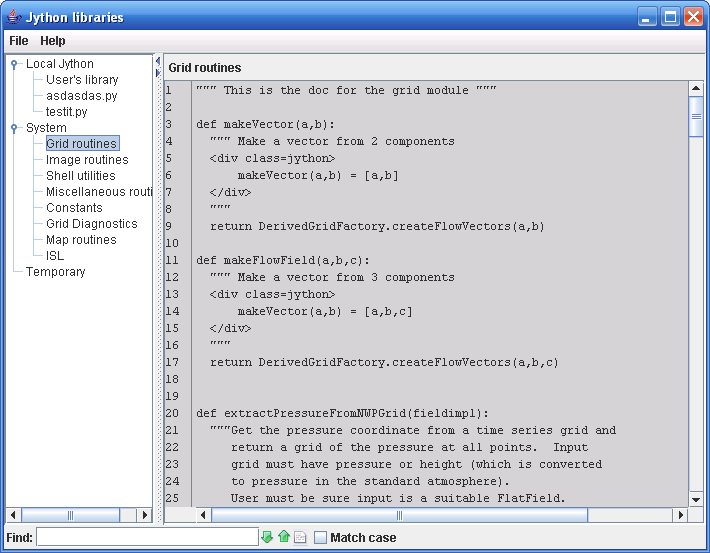 Jython libraries
File Help
Local Jython
User's library
asdasdas.py
testit.py
System
Grid routines
Image routines
Shell utilities
Miscellaneous routi
Constants
Grid Diagnostics
Map routines
ISL
Temporary
Grid routines
1 """ This is the doc for the grid module """
2
3 def makeVector(a,b):
4 """ Make a vector from 2 components
5 <div class=jython>
6 makeVector(a,b) = [a,b]
7 </div>
8 """
9 return DerivedGridFactory.createFlowVectors(a,b)
10
11 def makeFlowField(a,b,c):
12 """ Make a vector from 3 components
13 <div class=jython>
14 makeVector(a,b) = [a,b,c]
15 </div>
16 """
17 return DerivedGridFactory.createFlowVectors(a,b,c)
18
19
20 def extractPressureFromNWPGrid(fieldimpl):
21 """Get the pressure coordinate from a time series grid and
22 return a grid of the pressure at all points. Input
23 grid must have pressure or height (which is converted
24 to pressure in the standard atmosphere).
25 User must be sure input is a suitable FlatField.
Find: Match case